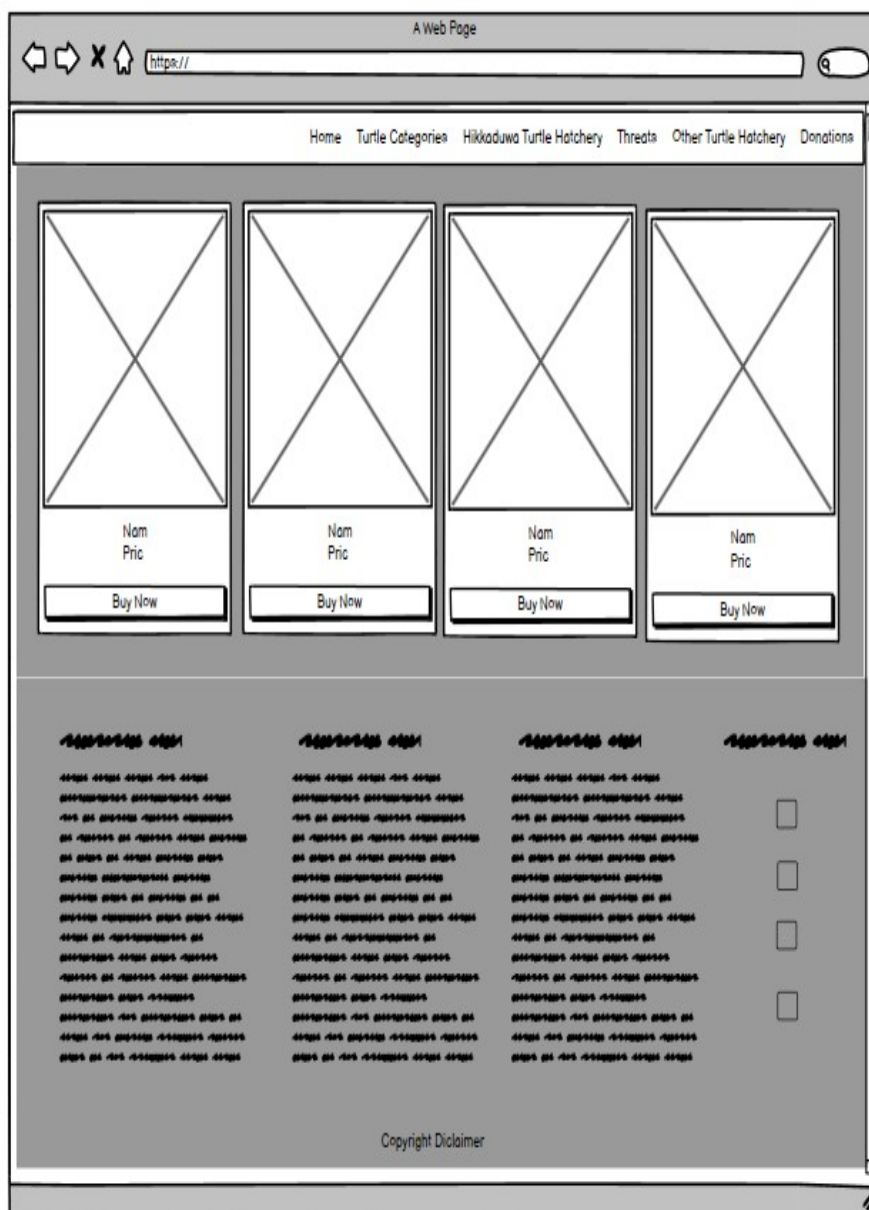 A Web Page
https://
Home Turtle Categories Hikkaduwa Turtle Hatchery Threats Other Turtle Hatchery Donations
Nam Nam Nam Nam
Pric Pric Pric Pric
Buy Now Buy Now Buy Now Buy Now
Copyright Diclaimer